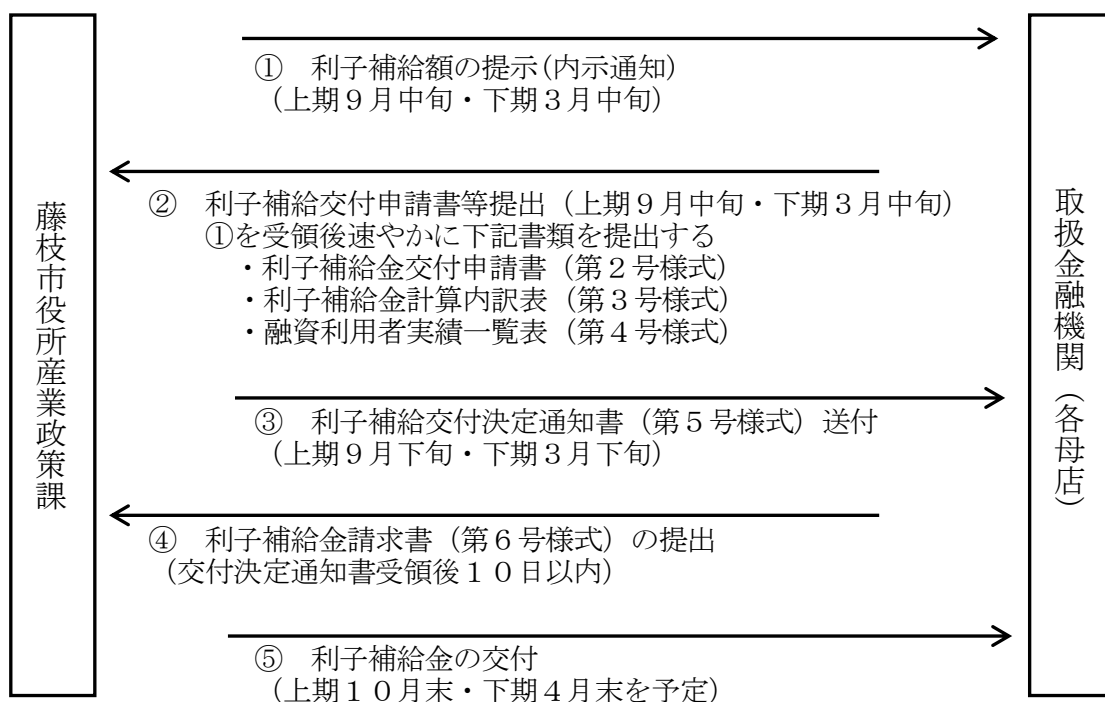 藤枝市役所産業政策課
① 利子補給額の提示(内示通知)
(上期9月中旬・下期3月中旬)
② 利子補給交付申請書等提出（上期9月中旬・下期3月中旬）
①を受領後速やかに下記書類を提出する
・利子補給金交付申請書（第２号様式）
・利子補給金計算内訳表（第３号様式）
・融資利用者実績一覧表（第４号様式）
③ 利子補給交付決定通知書（第５号様式）送付
(上期９月下旬・下期３月下旬)
④ 利子補給金請求書（第６号様式）の提出
(交付決定通知書受領後１０日以内)
⑤ 利子補給金の交付
(上期１０月末・下期４月末を予定)
取扱金融機関（各母店）